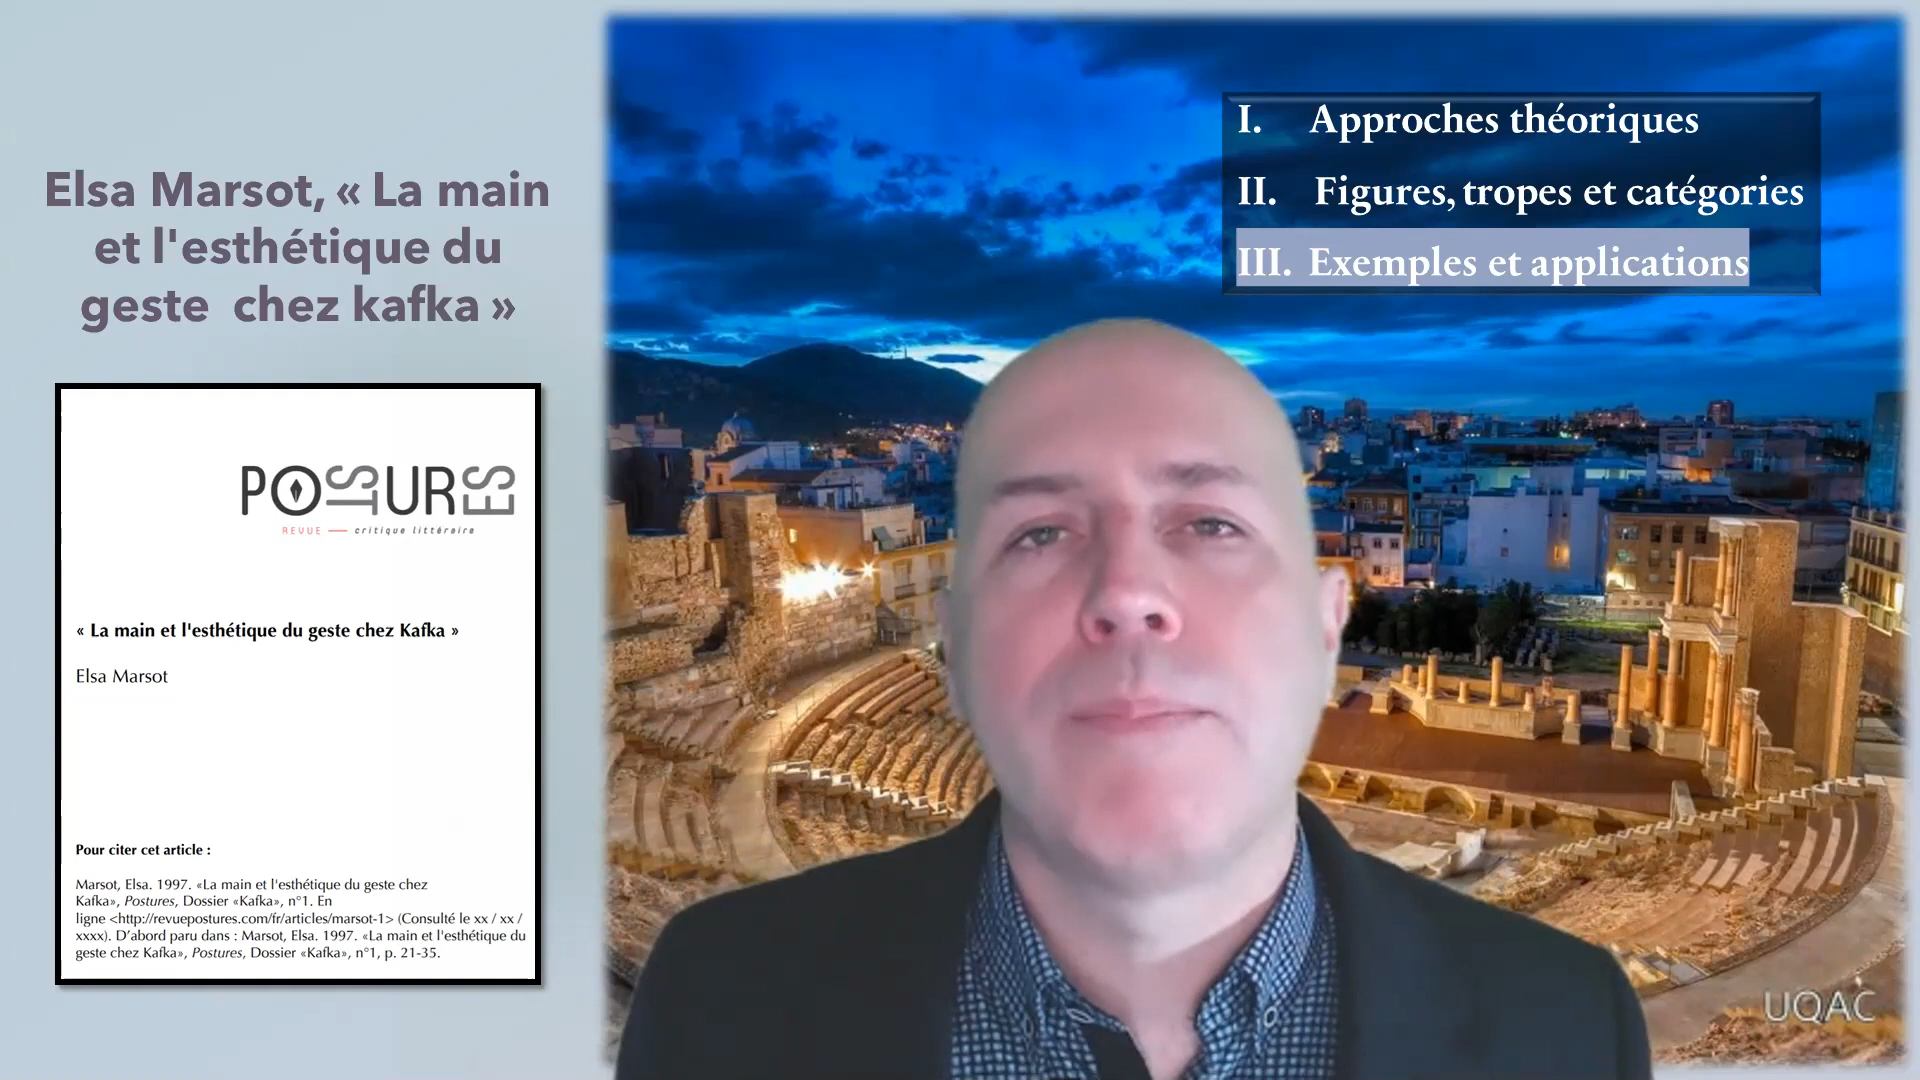 Elsa Marsot, « La main
et l'esthétique du
geste chez kafka »
POSTURES
REVUE — critique littéraire
« La main et l'esthétique du geste chez Kafka »
Elsa Marsot
Pour citer cet article :
Marsot, Elsa. 1997. «La main et l'esthétique du geste chez
Kafka», Postures, Dossier «Kafka», n°1. En
ligne <http://revuepostures.com/fr/articles/marsot-1> (Consulté le xx / xx /
xxxx). D’abord paru dans : Marsot, Elsa. 1997. «La main et l'esthétique du
geste chez Kafka», Postures, Dossier «Kafka», n°1, p. 21-35.
I. Approches théoriques
II. Figures, tropes et catégories
III. Exemples et applications
UQAC